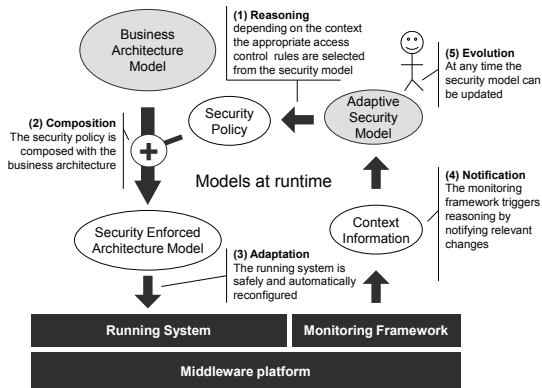 Business
Architecture
Model
(1) Reasoning
depending on the context
the appropriate access
control rules are selected
from the security model
(5) Evolution
At any time the
security model can
be updated
(2) Composition
The security policy is
composed with the
business architecture
Security
Policy
Adaptive
Security
Model
+
Models at runtime
(4) Notification
The monitoring
framework triggers
reasoning by
notifying relevant
changes
Security Enforced
Architecture Model
Context
Information
(3) Adaptation
The running system is
safely and automatically
reconfigured
Running System
Monitoring Framework
Middleware platform